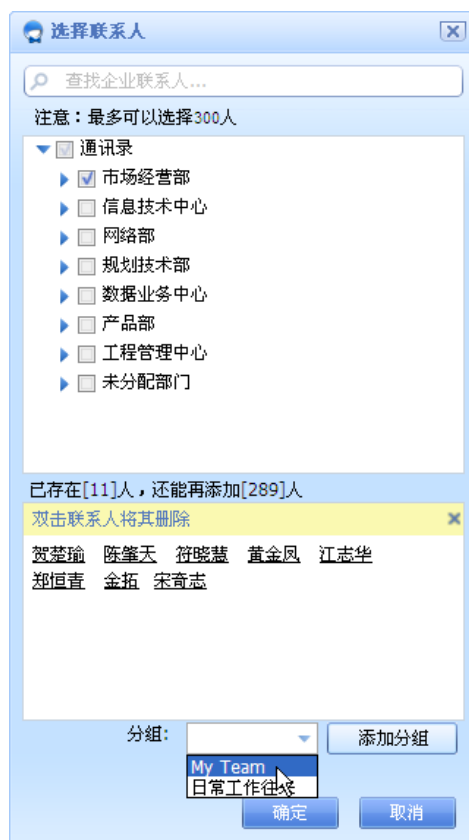 选择联系人
查找企业联系人...
注意：最多可以选择300人
通讯录
市场经营部
信息技术中心
网络部
规划技术部
数据业务中心
产品部
工程管理中心
未分配部门
已存在[11]人，还能再添加[289]人
双击联系人将其删除
贺楚瑜 陈肇天 符晓慧 黄金凤 江志华
郑恒青 金拓 宋奇志
分组: 添加分组
My Team
日常工作往
确定 取消